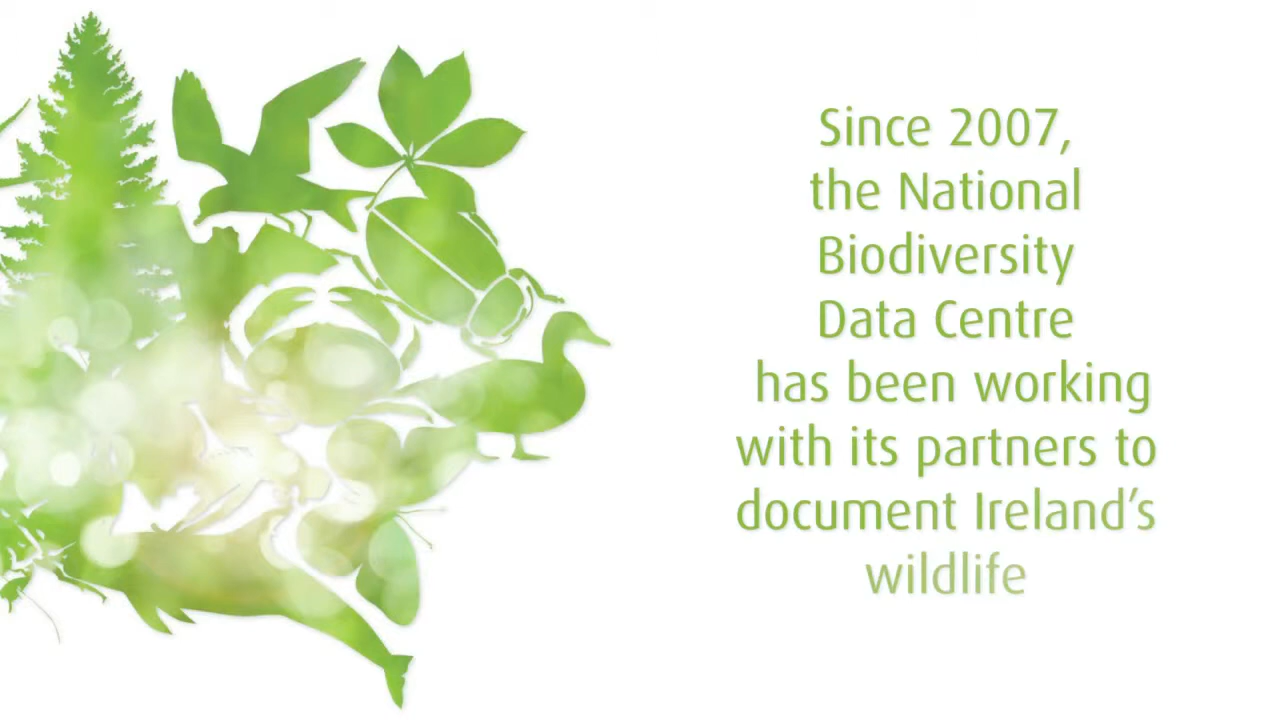 Since 2007,
the National
Biodiversity
Data Centre
has been working
with its partners to
document Ireland’s
wildlife